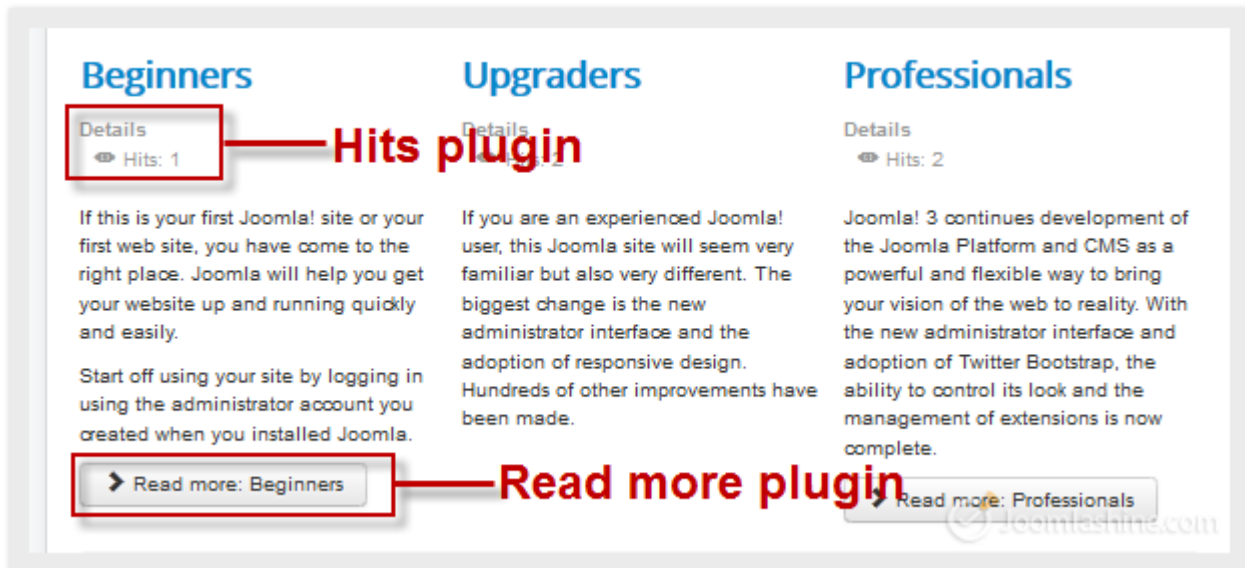 Beginners
Details
Hits: 1
If this is your first Joomla! site or your
first web site, you have come to the
right place. Joomla will help you get
your website up and running quickly
and easily.
Start off using your site by logging in
using the administrator account you
created when you installed Joomla.
Read more: Beginners
Upgraders
Details
Hits: 2
If you are an experienced Joomla!
user, this Joomla site will seem very
familiar but also very different. The
biggest change is the new
administrator interface and the
adoption of responsive design.
Hundreds of other improvements have
been made.
Professionals
Details
Hits: 2
Joomla! 3 continues development of
the Joomla Platform and CMS as a
powerful and flexible way to bring
your vision of the web to reality. With
the new administrator interface and
adoption of Twitter Bootstrap, the
ability to control its look and the
management of extensions is now
complete.
Read more: Professionals
Hits plugin
Read more plugin
Joomlashine.com